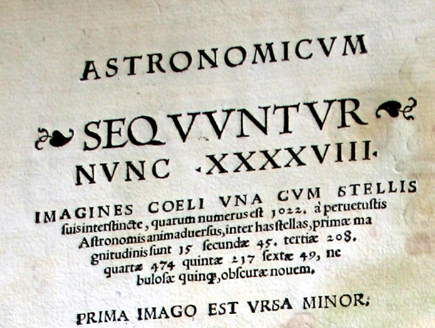 ASTRONOMICVM
SEQVVNTVR
NVNC .XXXXVIII.
IMAGINES COELI VNA CVM STELLIS
suis interstincte, quarum numerus est 1022. à peruetustis
Astronomis animaduersus, inter has stellas, primæ ma
gnitudinis sunt 15 secundæ 45. tertiæ 208.
quartæ 474 quintæ 217 sextæ 49, ne
bulosæ quinq, obscuræ nouem.
PRIMA IMAGO EST VRSA MINOR;